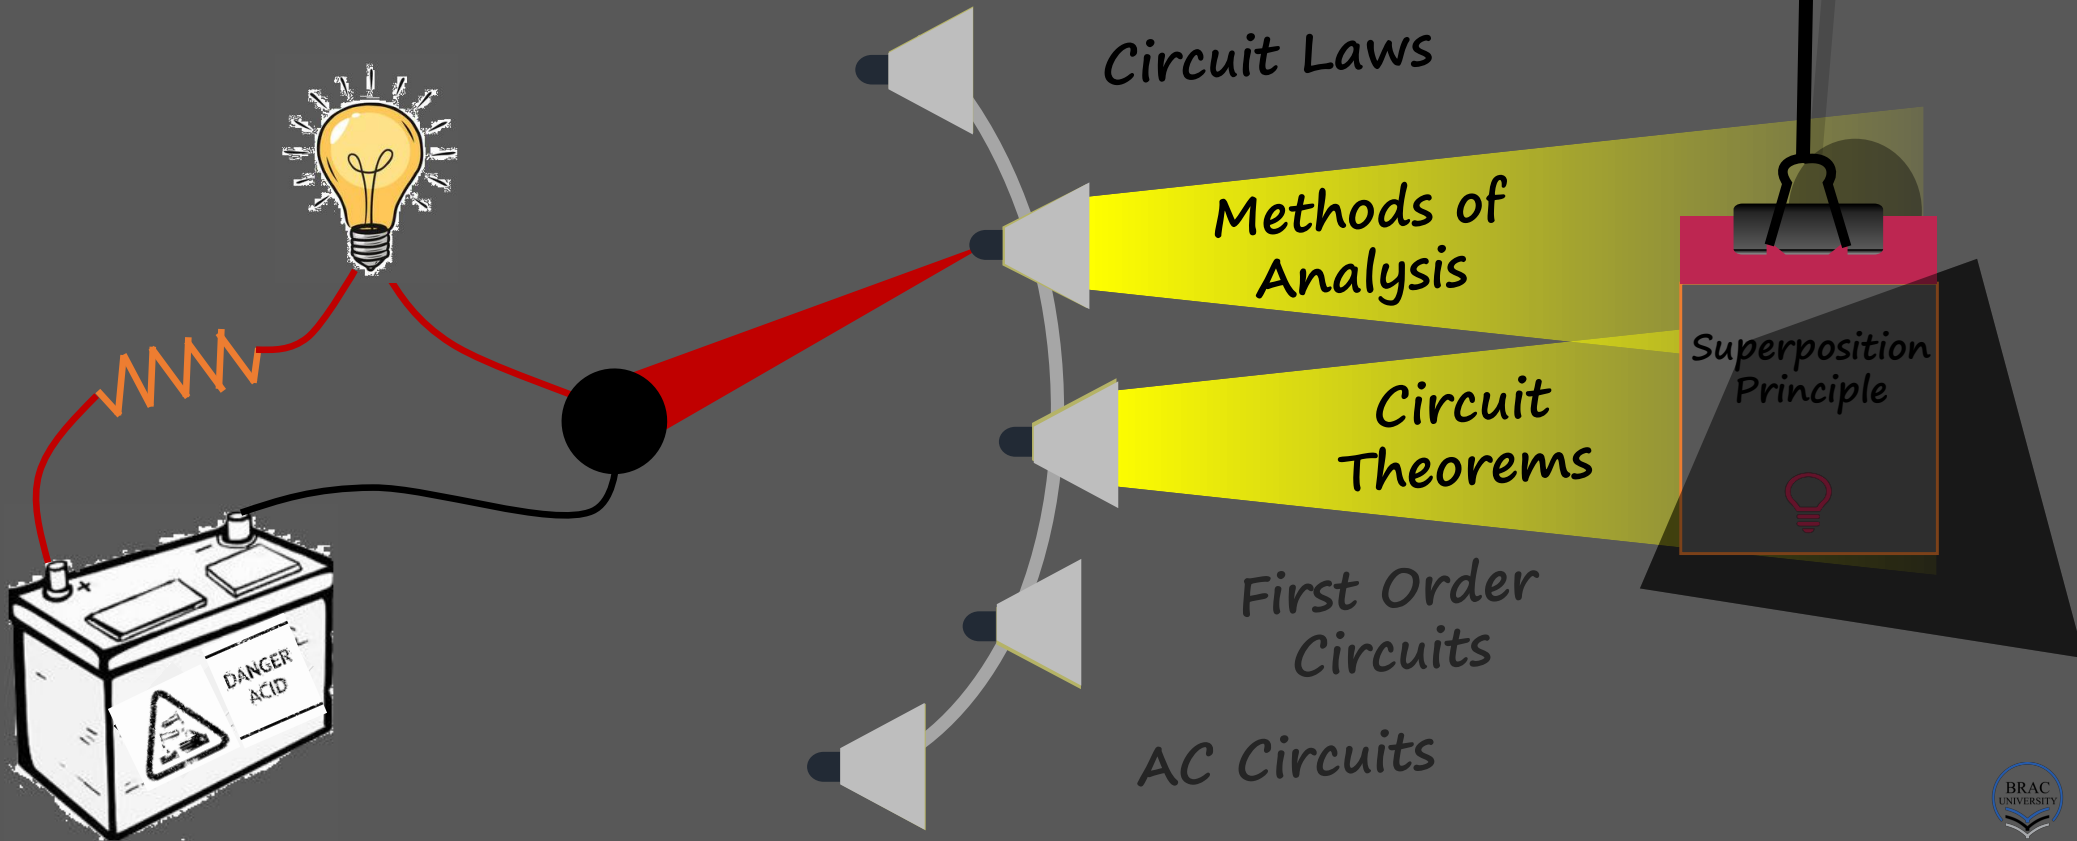 Circuit Laws
Methods of
Analysis
Superposition
Principle
Circuit
Theorems
First Order
Circuits
AC Circuits
+
-
DANGER
ACID
BRAC
UNIVERSITY